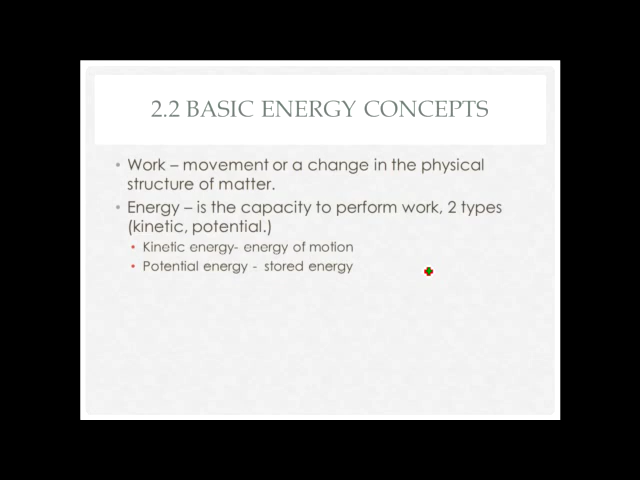 2.2 BASIC ENERGY CONCEPTS
• Work – movement or a change in the physical
structure of matter.
• Energy – is the capacity to perform work, 2 types
(kinetic, potential.)
• Kinetic energy- energy of motion
• Potential energy - stored energy